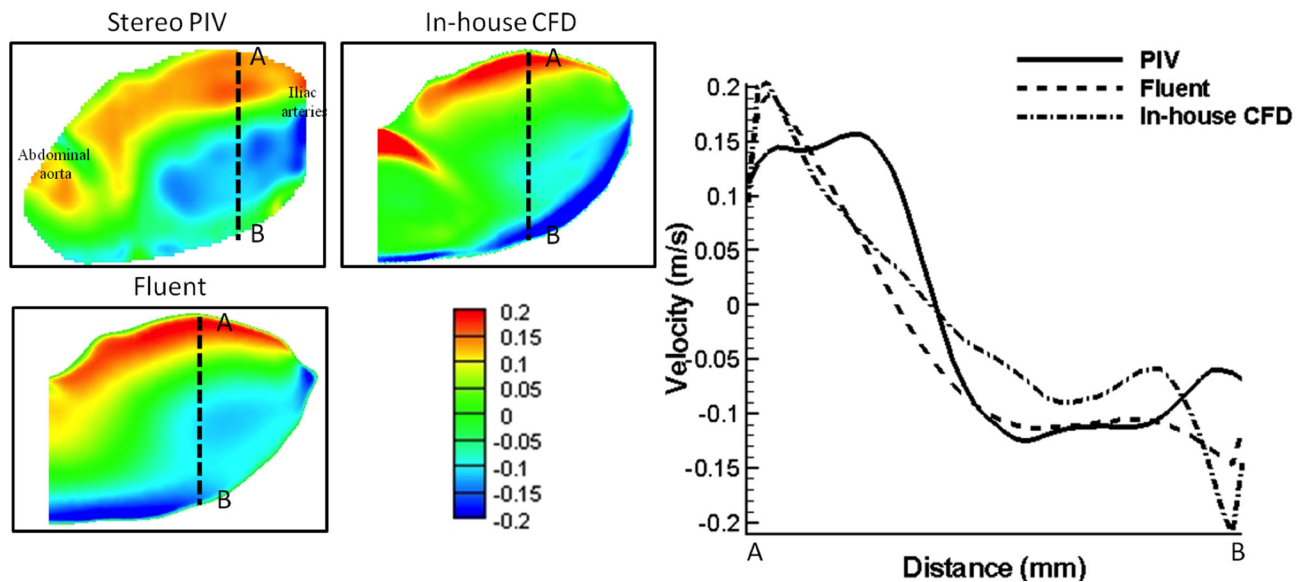 Stereo PIV
In-house CFD
A
Iliac
arteries
Abdominal
aorta
B
A
B
Fluent
A
B
0.2
0.15
0.1
0.05
0
-0.05
-0.1
-0.15
-0.2
PIV
Fluent
In-house CFD
0.2
0.15
0.1
0.05
0
-0.05
-0.1
-0.15
-0.2
Velocity (m/s)
A
B
Distance (mm)